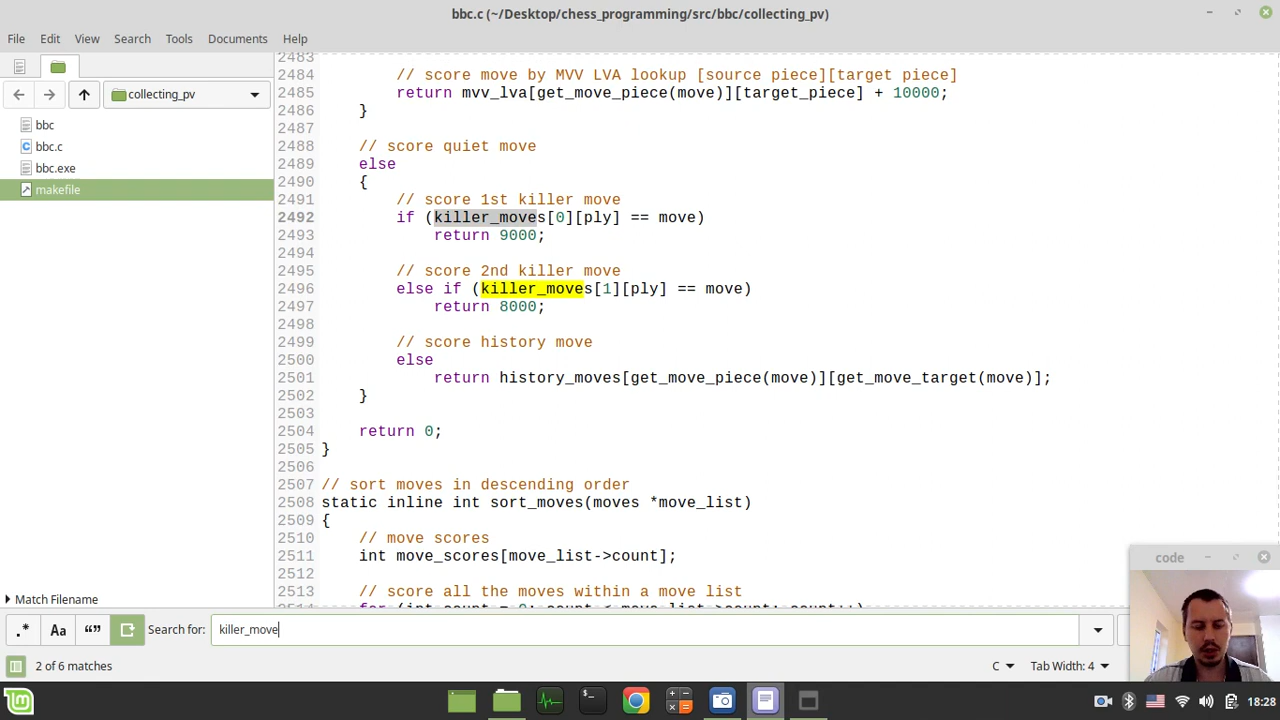 bbc.c (~/Desktop/chess_programming/src/bbc/collecting_pv)
File Edit View Search Tools Documents Help
collecting_pv
bbc
bbc.c
bbc.exe
makefile
Match Filename
2483
2484 // score move by MVV LVA lookup [source piece][target piece]
2485 return mvv_lva[get_move_piece(move)][target_piece] + 10000;
2486 }
2487
2488 // score quiet move
2489 else
2490 {
2491 // score 1st killer move
2492 if (killer_moves[0][ply] == move)
2493 return 9000;
2494
2495 // score 2nd killer move
2496 else if (killer_moves[1][ply] == move)
2497 return 8000;
2498
2499 // score history move
2500 else
2501 return history_moves[get_move_piece(move)][get_move_target(move)];
2502 }
2503
2504 return 0;
2505 }
2506
2507 // sort moves in descending order
2508 static inline int sort_moves(moves *move_list)
2509 {
2510 // move scores
2511 int move_scores[move_list->count];
2512
2513 // score all the moves within a move list
2514 for (int count = 0; count < move_list->count; count++)
code
.* Aa “” Search for: killer_move
2 of 6 matches C Tab Width: 4
18:28